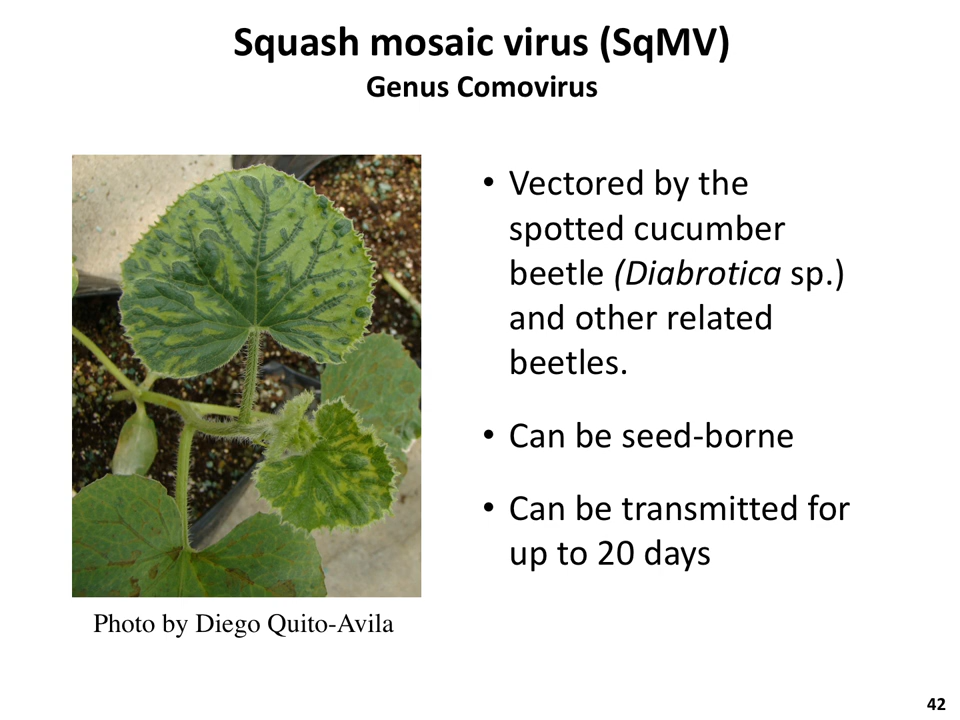 Squash mosaic virus (SqMV)
Genus Comovirus
• Vectored by the
spotted cucumber
beetle (Diabrotica sp.)
and other related
beetles.
• Can be seed-borne
• Can be transmitted for
up to 20 days
Photo by Diego Quito-Avila
42